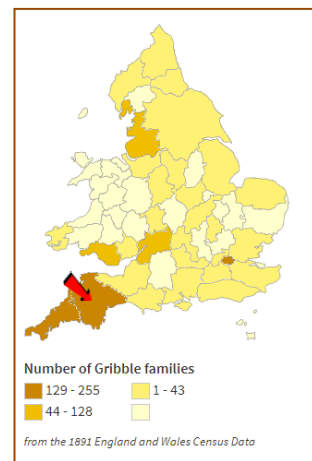 Number of Gribble families
129 - 255 1 - 43
44 - 128
from the 1891 England and Wales Census Data